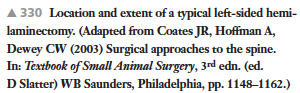 ▲ 330 Location and extent of a typical left-sided hemi-
laminectomy. (Adapted from Coates JR, Hoffman A,
Dewey CW (2003) Surgical approaches to the spine.
In: Textbook of Small Animal Surgery, 3rd edn. (ed.
D Slatter) WB Saunders, Philadelphia, pp. 1148–1162.)